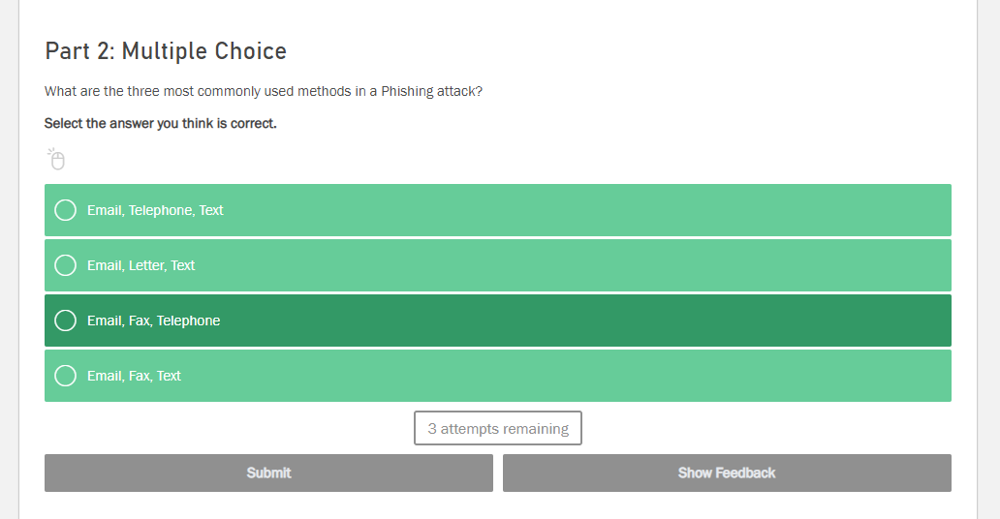 Part 2: Multiple Choice
What are the three most commonly used methods in a Phishing attack?
Select the answer you think is correct.
Email, Telephone, Text
Email, Letter, Text
Email, Fax, Telephone
Email, Fax, Text
3 attempts remaining
Submit
Show Feedback